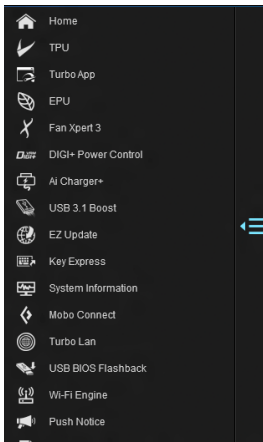 Home
TPU
Turbo App
EPU
Fan Xpert 3
DIGI+ Power Control
Ai Charger+
USB 3.1 Boost
EZ Update
Key Express
System Information
Mobo Connect
Turbo Lan
USB BIOS Flashback
Wi-Fi Engine
Push Notice